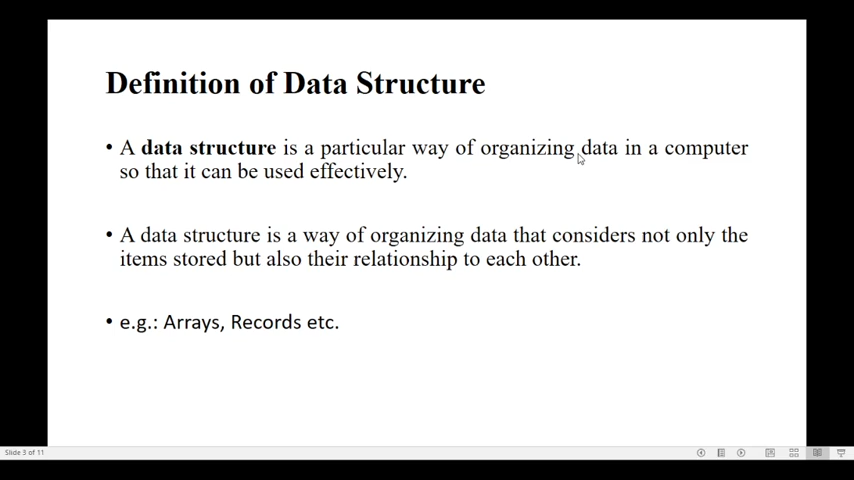 Definition of Data Structure
• A data structure is a particular way of organizing data in a computer
so that it can be used effectively.
• A data structure is a way of organizing data that considers not only the
items stored but also their relationship to each other.
• e.g.: Arrays, Records etc.
Slide 3 of 11